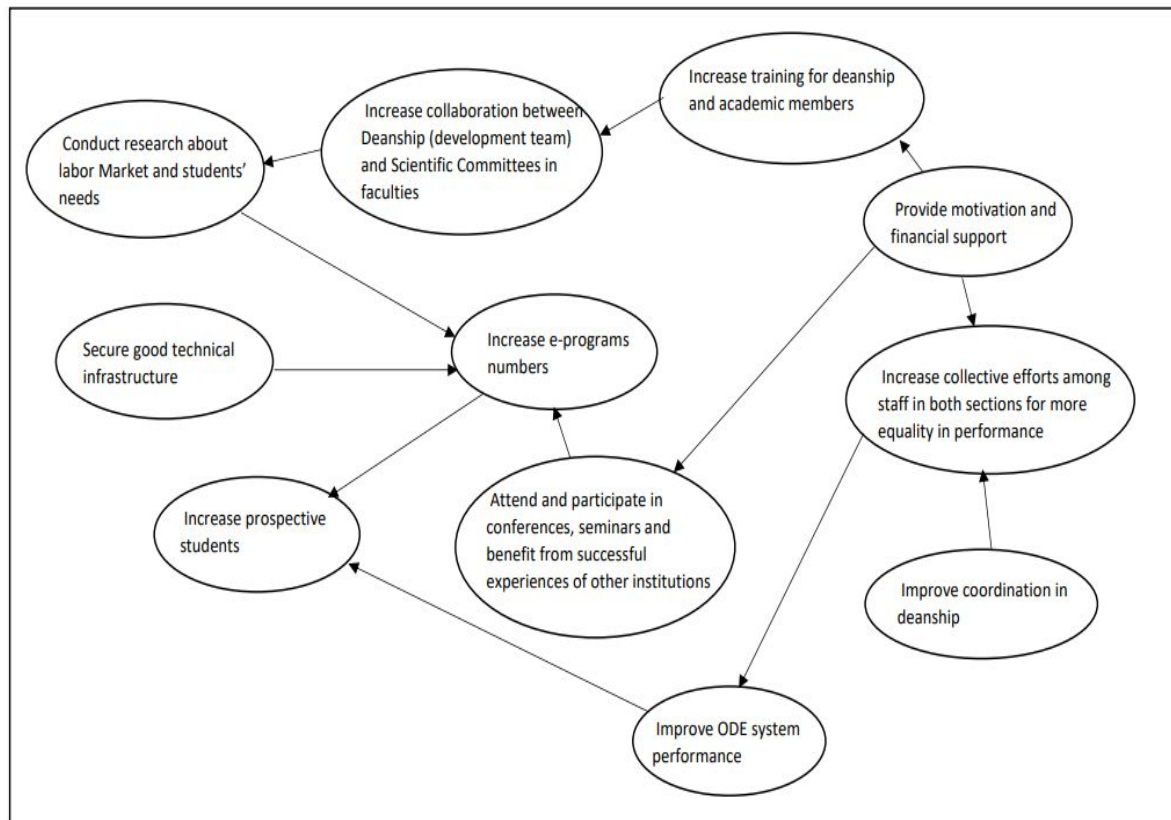 Increase training for deanship
and academic members
Increase collaboration between
Deanship (development team)
and Scientific Committees in
faculties
Conduct research about
labor Market and students’
needs
Provide motivation and
financial support
Secure good technical
infrastructure
Increase e-programs
numbers
Increase collective efforts among
staff in both sections for more
equality in performance
Increase prospective
students
Attend and participate in
conferences, seminars and
benefit from successful
experiences of other institutions
Improve coordination in
deanship
Improve ODE system
performance